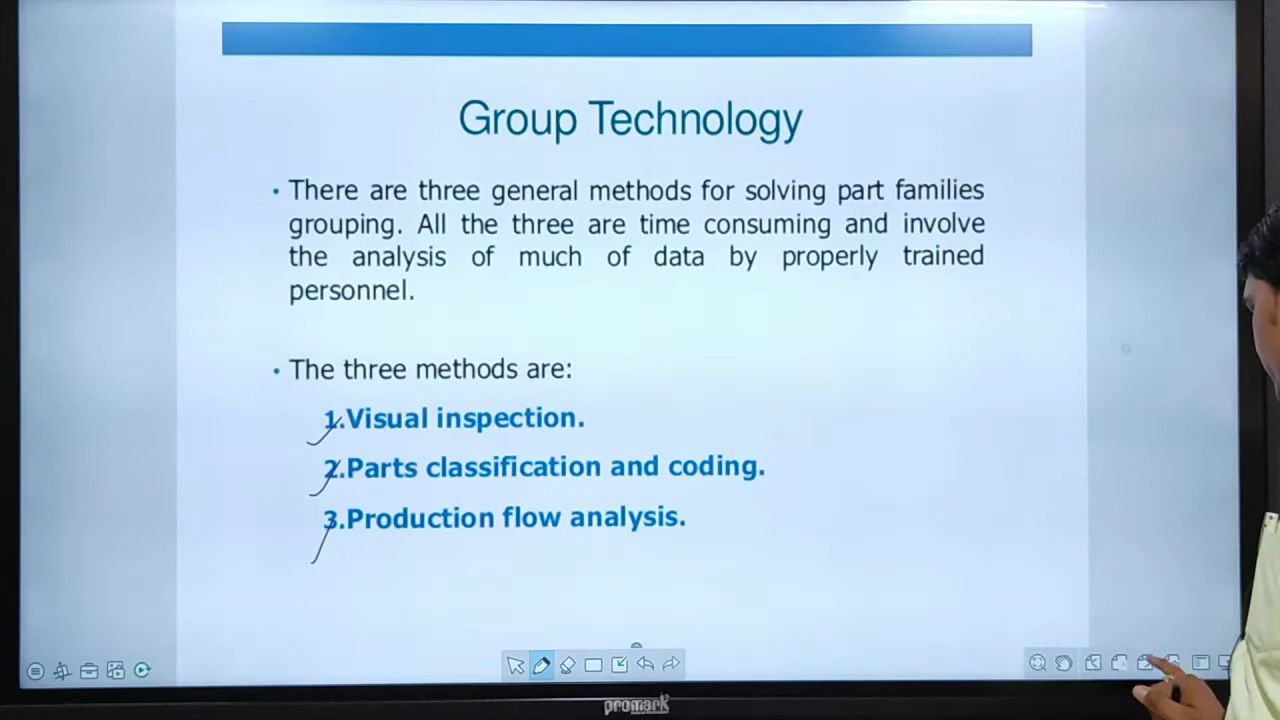 Group Technology
• There are three general methods for solving part families
grouping. All the three are time consuming and involve
the analysis of much of data by properly trained
personnel.
• The three methods are:
1.Visual inspection.
2.Parts classification and coding.
3.Production flow analysis.
promark